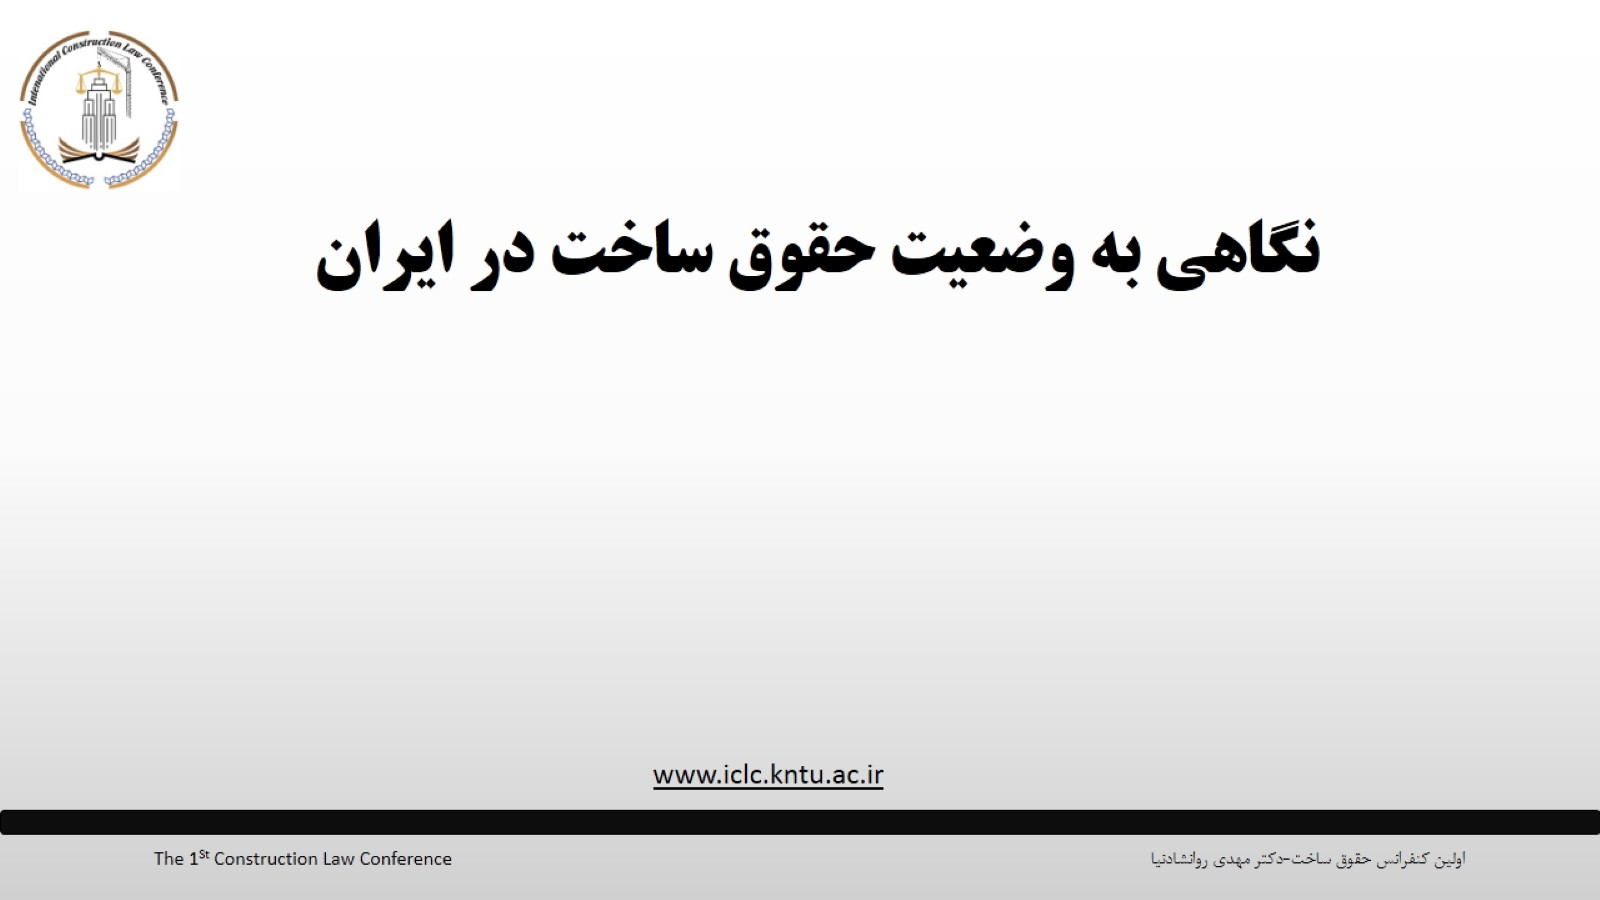 Intenational Construction Law Conference
نگاهی به وضعیت حقوق ساخت در ایران
www.iclc.kntu.ac.ir
The 1St Construction Law Conference
اولین کنفرانس حقوق ساخت-دکتر مهدی روانشادنیا